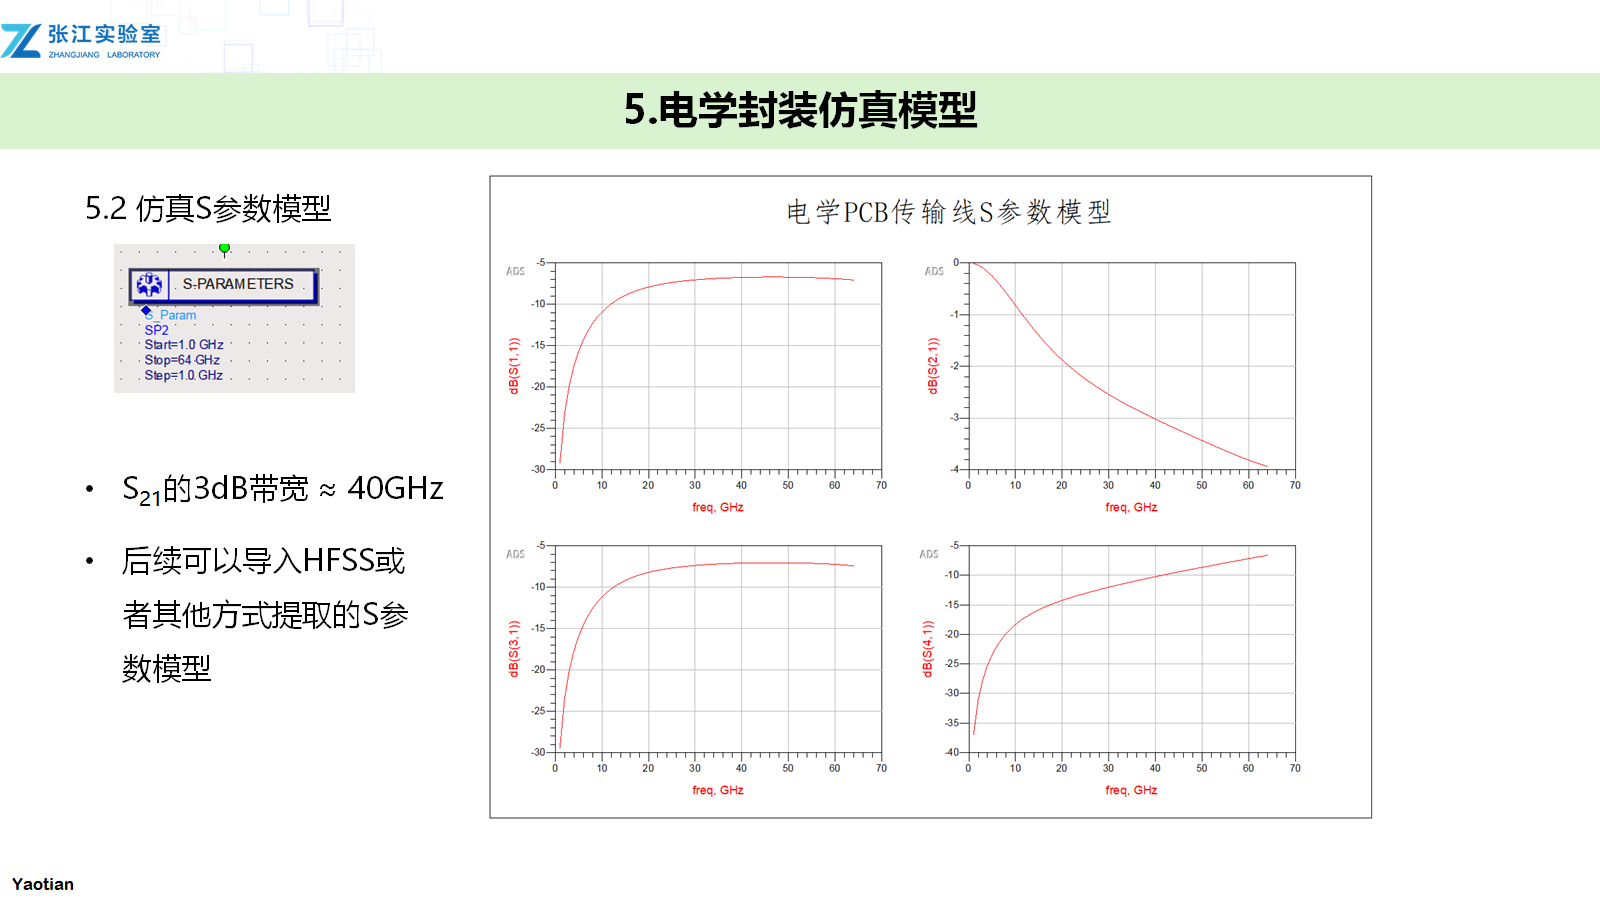 张江实验室
ZHANGJIANG LABORATORY
5.电学封装仿真模型
5.2 仿真S参数模型
S-PARAMETERS
S_Param
SP2
Start=1.0 GHz
Stop=64 GHz
Step=1.0 GHz
• S21的3dB带宽 ≈ 40GHz
• 后续可以导入HFSS或
者其他方式提取的S参
数模型
电学PCB传输线S参数模型
ADS
dB(S(1,1))
-5
-10
-15
-20
-25
-30
0 10 20 30 40 50 60 70
freq, GHz
ADS
dB(S(2,1))
0
-1
-2
-3
-4
0 10 20 30 40 50 60 70
freq, GHz
ADS
dB(S(3,1))
-5
-10
-15
-20
-25
-30
0 10 20 30 40 50 60 70
freq, GHz
ADS
dB(S(4,1))
-5
-10
-15
-20
-25
-30
-35
-40
0 10 20 30 40 50 60 70
freq, GHz
Yaotian